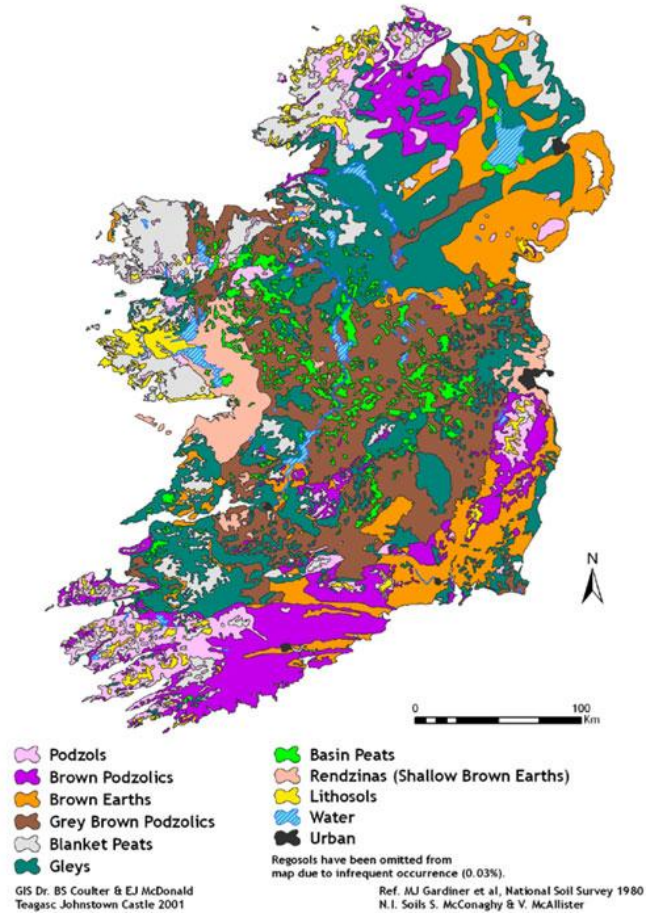 N
0
100
Km
Podzols
Brown Podzolics
Brown Earths
Grey Brown Podzolics
Blanket Peats
Gleys
Basin Peats
Rendzinas (Shallow Brown Earths)
Lithosols
Water
Urban
Regosols have been omitted from
map due to infrequent occurrence (0.03%).
GIS Dr. BS Coulter & EJ McDonald
Teagasc Johnstown Castle 2001
Ref. MJ Gardiner et al, National Soil Survey 1980
N.I. Soils S. McConaghy & V. McAllister